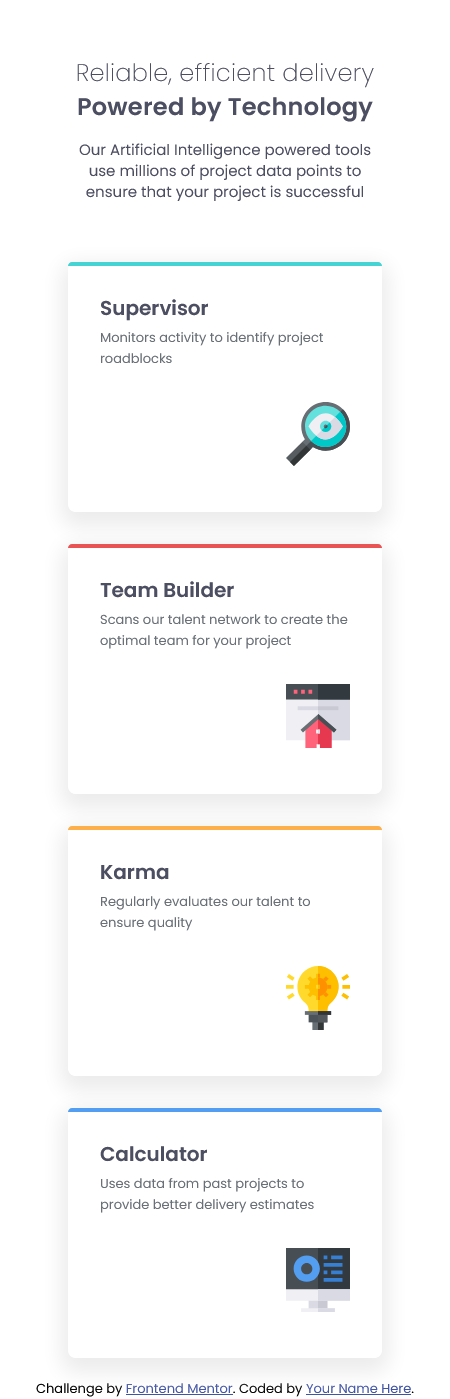 Reliable, efficient delivery
Powered by Technology
Our Artificial Intelligence powered tools
use millions of project data points to
ensure that your project is successful
Supervisor
Monitors activity to identify project
roadblocks
Team Builder
Scans our talent network to create the
optimal team for your project
Karma
Regularly evaluates our talent to
ensure quality
Calculator
Uses data from past projects to
provide better delivery estimates
Challenge by Frontend Mentor. Coded by Your Name Here.